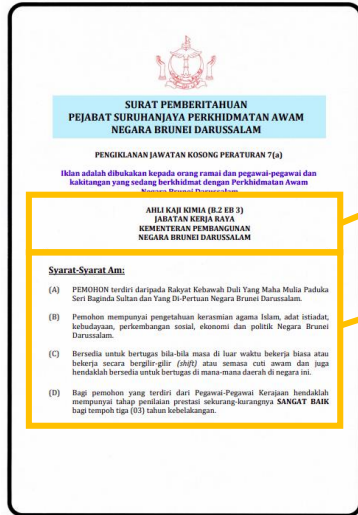 SURAT PEMBERITAHUAN
PEJABAT SURUHANJAYA PERKHIDMATAN AWAM
NEGARA BRUNEI DARUSSALAM
PENGIKLANAN JAWATAN KOSONG PERATURAN 7(a)
Iklan adalah dibukakan kepada orang ramai dan pegawai-pegawai dan
kakitangan yang sedang berkhidmat dengan Perkhidmatan Awam
Negara Brunei Darussalam
AHLI KAJI KIMIA (B.2 EB 3)
JABATAN KERJA RAYA
KEMENTERIAN PEMBANGUNAN
NEGARA BRUNEI DARUSSALAM
Syarat-Syarat Am:
(A) PEMOHON terdiri daripada Rakyat Kebawah Duli Yang Maha Mulia Paduka
Seri Baginda Sultan dan Yang Di-Pertuan Negara Brunei Darussalam.
(B) Pemohon mempunyai pengetahuan kerasmian agama Islam, adat istiadat,
kebudayaan, perkembangan sosial, ekonomi dan politik Negara Brunei
Darussalam.
(C) Bersedia untuk bertugas bila-bila masa di luar waktu bekerja biasa atau
bekerja secara bergilir-gilir (shift) atau semasa cuti awam dan juga
hendaklah bersedia untuk bertugas di mana-mana daerah di negara ini.
(D) Bagi pemohon yang terdiri dari Pegawai-Pegawai Kerajaan hendaklah
mempunyai tahap penilaian prestasi sekurang-kurangnya SANGAT BAIK
bagi tempoh tiga (03) tahun kebelakangan.